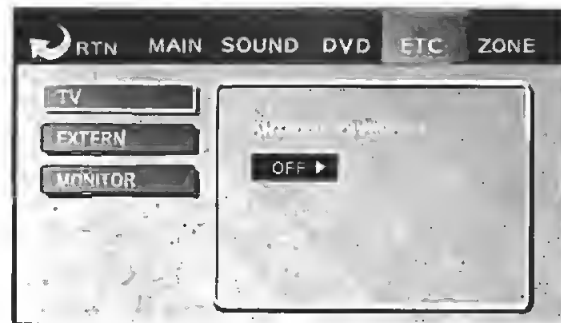 RTN MAIN SOUND DVD ETC ZONE
TV
EXTERN
MONITOR
OFF